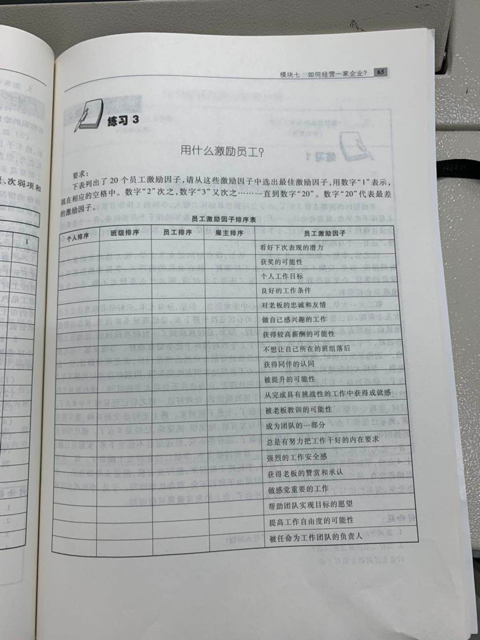 模块七 如何经营一家企业? 65
练习 3
用什么激励员工?
要求:
下表列出了 20 个员工激励因子,请从这些激励因子中选出最佳激励因子,用数字“1”表示,
填在相应的空格中。数字“2”次之,数字“3”又次之……一直到数字“20”。数字“20”代表最差
的激励因子。
员工激励因子排序表
个人排序 班级排序 员工排序 雇主排序 员工激励因子
看好下次表现的潜力
获奖的可能性
个人工作目标
良好的工作条件
对老板的忠诚和友情
做自己感兴趣的工作
获得较高薪酬的可能性
不想让自己所在的班组落后
获得同伴的认同
被提升的可能性
从完成具有挑战性的工作中获得成就感
被老板教训的可能性
成为团队的一部分
总是有努力把工作干好的内在要求
强烈的工作安全感
获得老板的赞赏和承认
做感觉重要的工作
帮助团队实现目标的愿望
提高工作自由度的可能性
被任命为工作团队的负责人
次弱项和